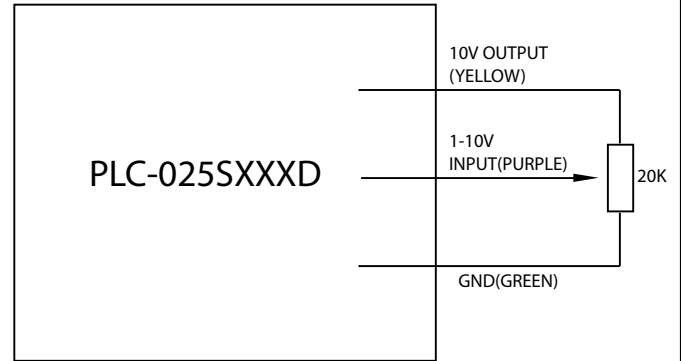 10V OUTPUT
(YELLOW)
1-10V
INPUT(PURPLE)
PLC-025SXXXD
20K
GND(GREEN)